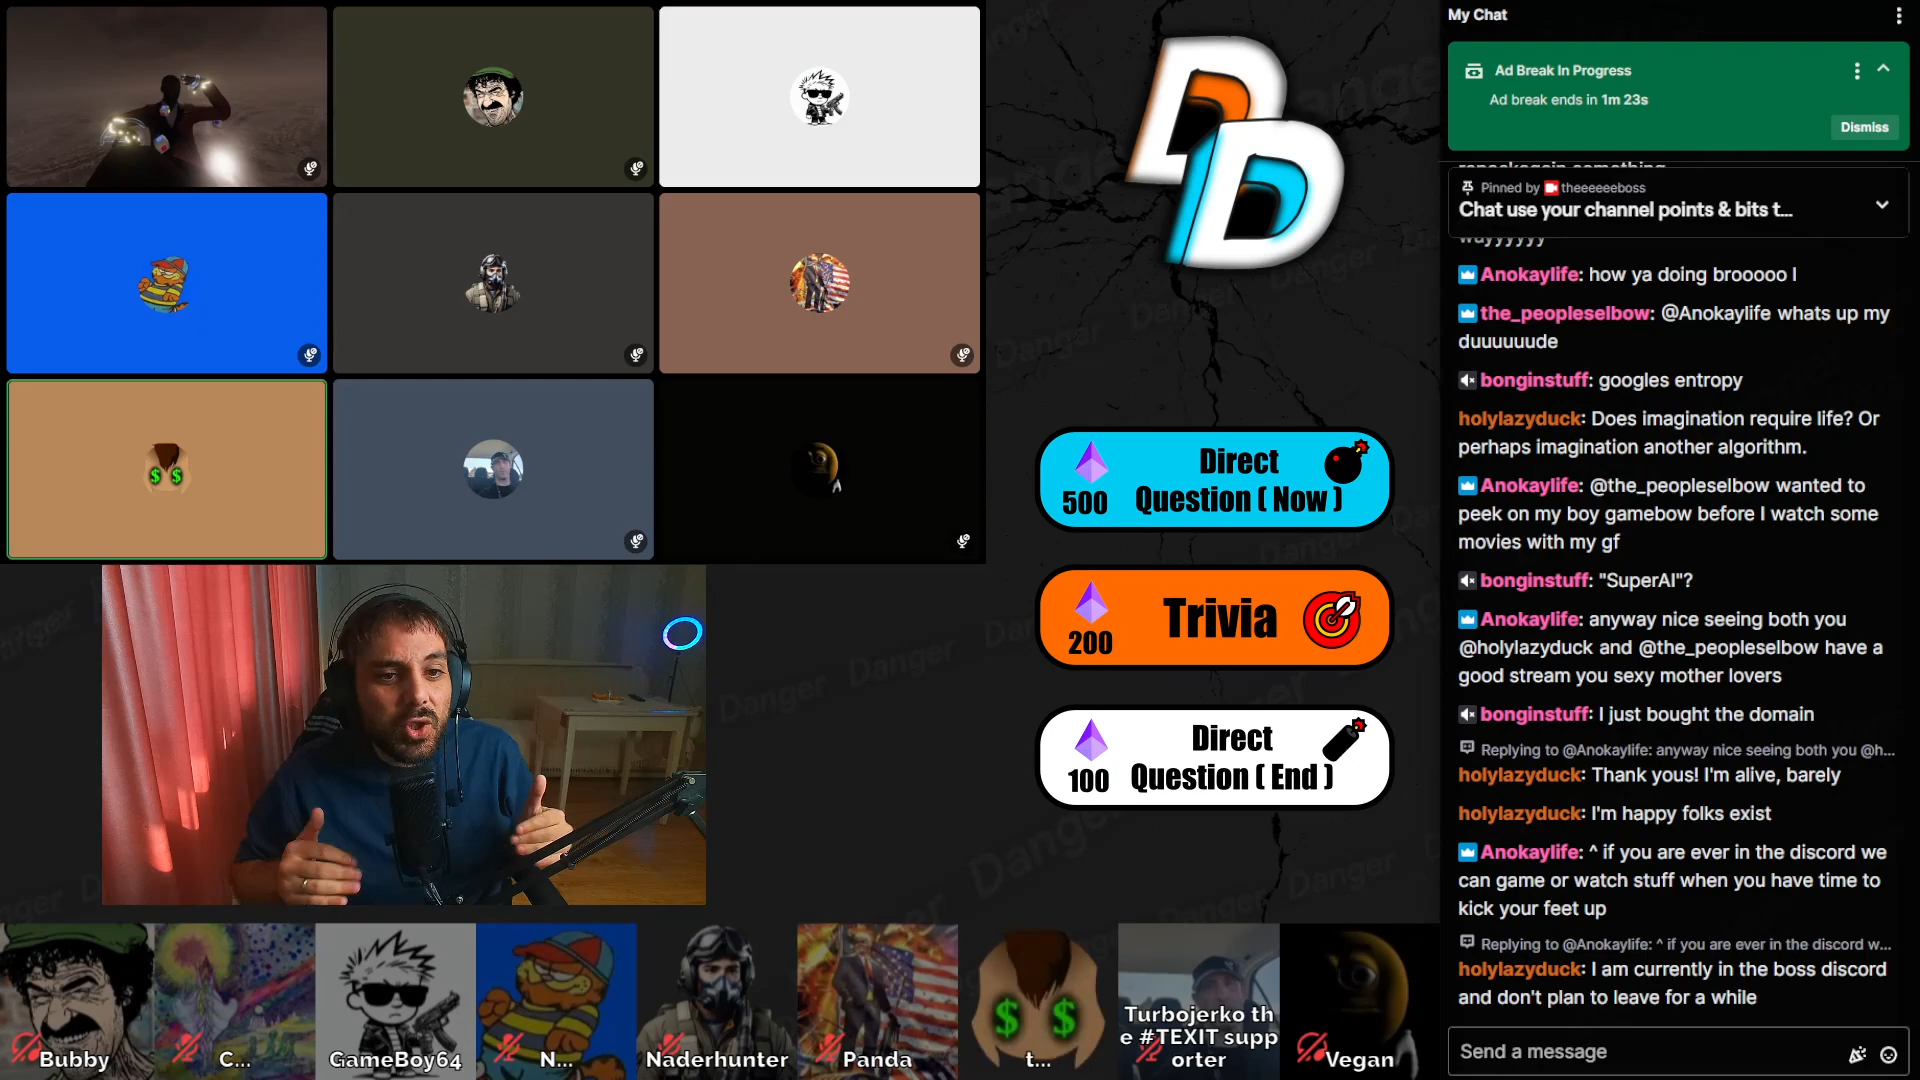 My Chat
Ad Break In Progress
Ad break ends in 1m 23s
Dismiss
Pinned by theeeeeeboss
Chat use your channel points & bits t...
wayyyyyy
Anokaylife: how ya doing brooooo I
the_peopleselbow: @Anokaylife whats up my
duuuuuude
bonginstuff: googles entropy
holylazyduck: Does imagination require life? Or
perhaps imagination another algorithm.
Anokaylife: @the_peopleselbow wanted to
peek on my boy gamebow before I watch some
movies with my gf
bonginstuff: "SuperAI"?
Anokaylife: anyway nice seeing both you
@holylazyduck and @the_peopleselbow have a
good stream you sexy mother lovers
bonginstuff: I just bought the domain
Replying to @Anokaylife: anyway nice seeing both you @h...
holylazyduck: Thank yous! I'm alive, barely
holylazyduck: I'm happy folks exist
Anokaylife: ^ if you are ever in the discord we
can game or watch stuff when you have time to
kick your feet up
Replying to @Anokaylife: ^ if you are ever in the discord w...
holylazyduck: I am currently in the boss discord
and don't plan to leave for a while
Send a message
DD
500
Direct
Question ( Now )
200
Trivia
100
Direct
Question ( End )
Danger
Danger
Danger
Danger
Bubby
C...
GameBoy64
N...
Naderhunter
Panda
t...
Turbojerko th
e #TEXIT supp
orter
Vegan